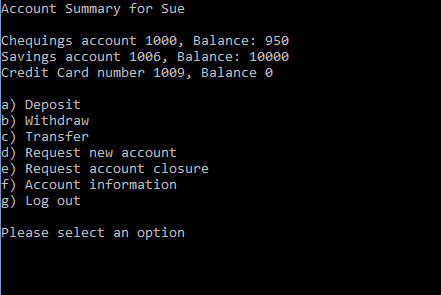 Account Summary for Sue
Chequings account 1000, Balance: 950
Savings account 1006, Balance: 10000
Credit Card number 1009, Balance 0
a) Deposit
b) Withdraw
c) Transfer
d) Request new account
e) Request account closure
f) Account information
g) Log out
Please select an option